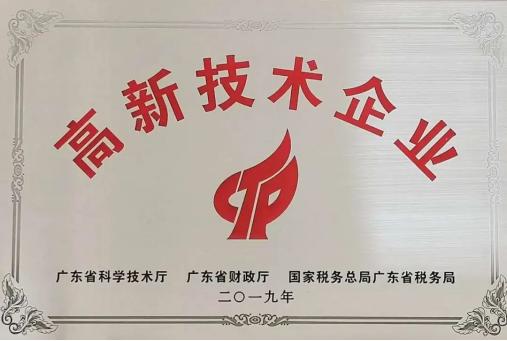 高新技术企业
广东省科学技术厅 广东省财政厅 国家税务总局广东省税务局
二〇一九年